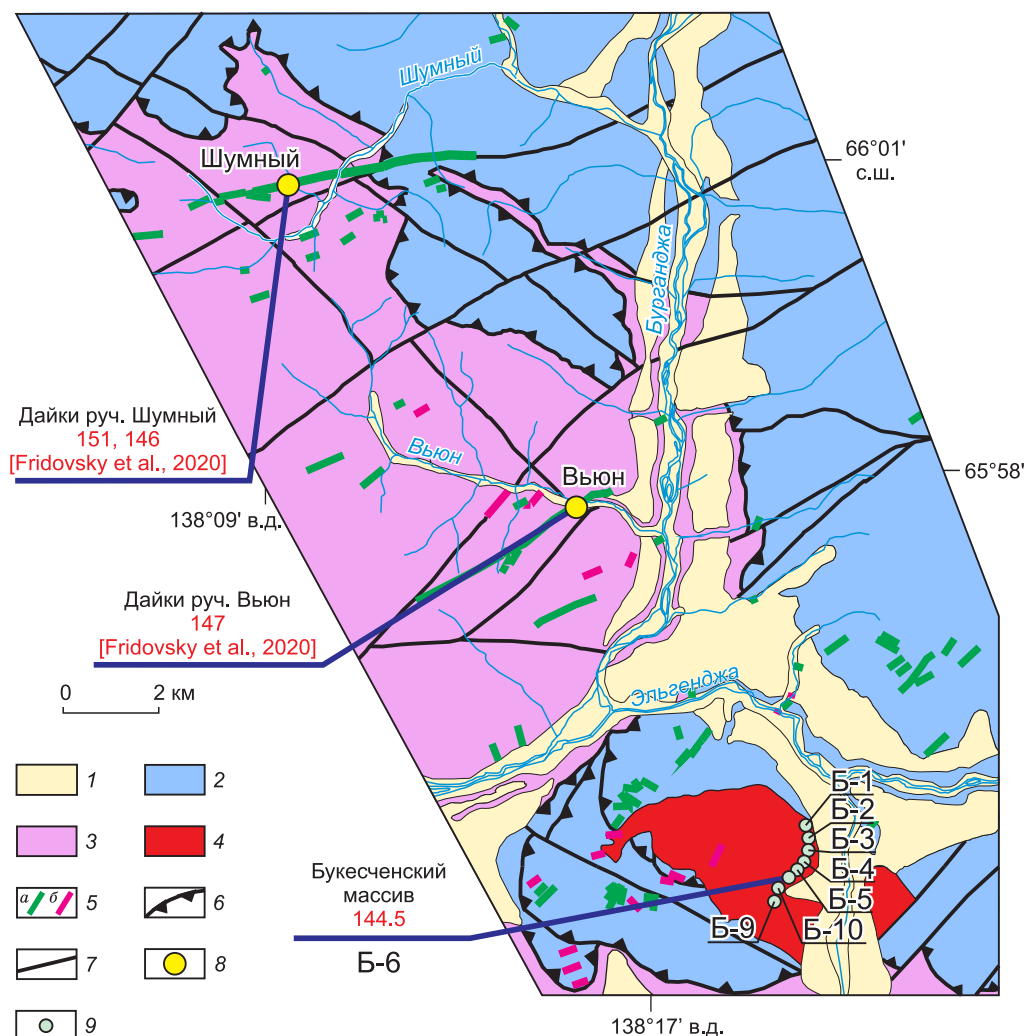 Шумный
66°01'
с.ш.
Шумный
Бурганджа
Дайки руч. Шумный
151, 146
[Fridovsky et al., 2020]
Вьюн
Вьюн
65°58'
138°09' в.д.
Дайки руч. Вьюн
147
[Fridovsky et al., 2020]
0 2 км
Эльгенджа
1 2
3 4
а б 5 6
7 8
9
Б-1
Б-2
Б-3
Б-4
Б-5
Б-9 Б-10
Букесченский
массив
144.5
Б-6
138°17' в.д.